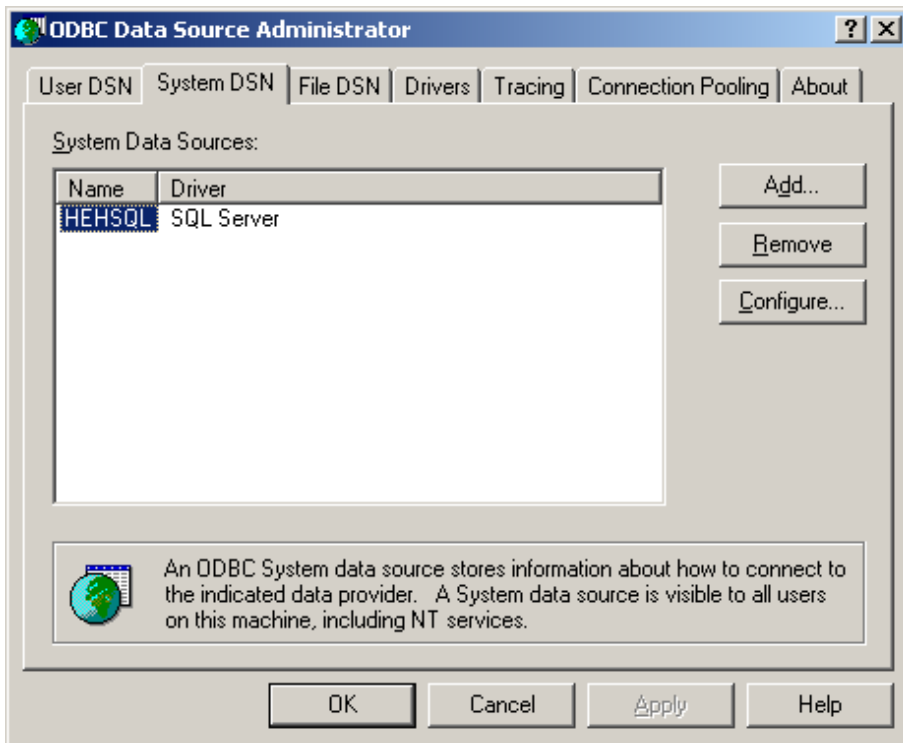 ODBC Data Source Administrator
User DSN System DSN File DSN Drivers Tracing Connection Pooling About
System Data Sources:
Name Driver
HEHSQL SQL Server
Add...
Remove
Configure...
An ODBC System data source stores information about how to connect to
the indicated data provider. A System data source is visible to all users
on this machine, including NT services.
OK Cancel Apply Help